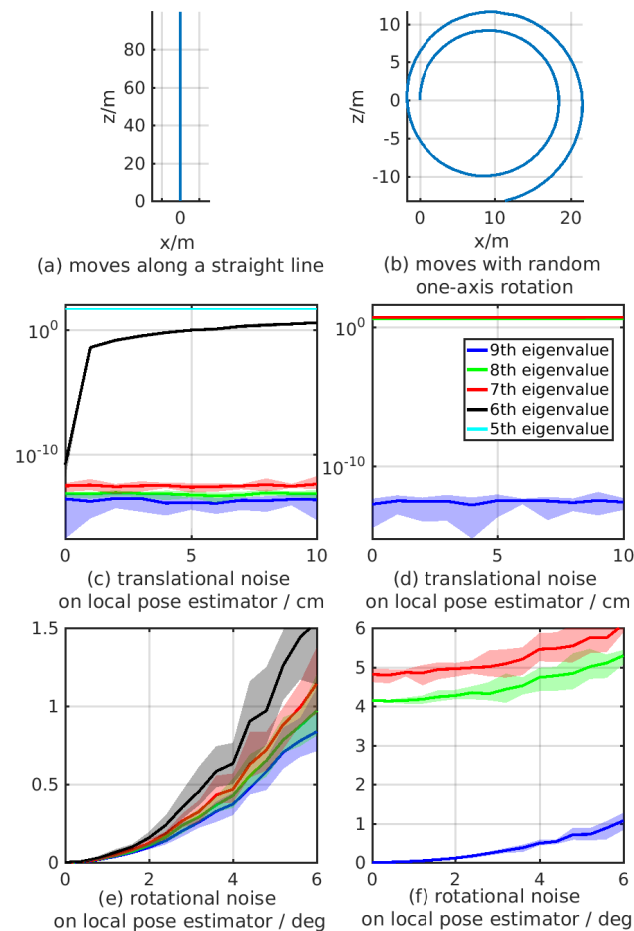 z/m
80
60
40
20
0
0
x/m
(a) moves along a straight line
z/m
10
5
0
-5
-10
0
10
20
x/m
(b) moves with random
one-axis rotation
10^0
10^-10
0
5
10
(c) translational noise
on local pose estimator / cm
10^0
10^-10
9th eigenvalue
8th eigenvalue
7th eigenvalue
6th eigenvalue
5th eigenvalue
0
5
10
(d) translational noise
on local pose estimator / cm
1.5
1
0.5
0
0
2
4
6
(e) rotational noise
on local pose estimator / deg
6
5
4
3
2
1
0
0
2
4
6
(f) rotational noise
on local pose estimator / deg